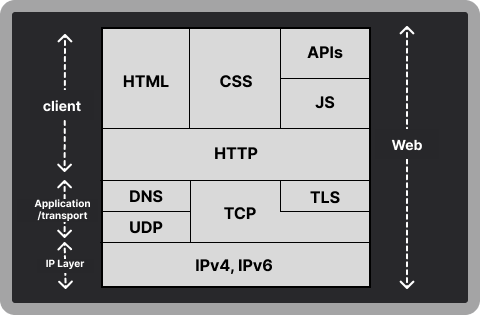 APIs
HTML
CSS
client
JS
Web
HTTP
DNS
TLS
Application
/transport
TCP
UDP
IP Layer
IPv4, IPv6